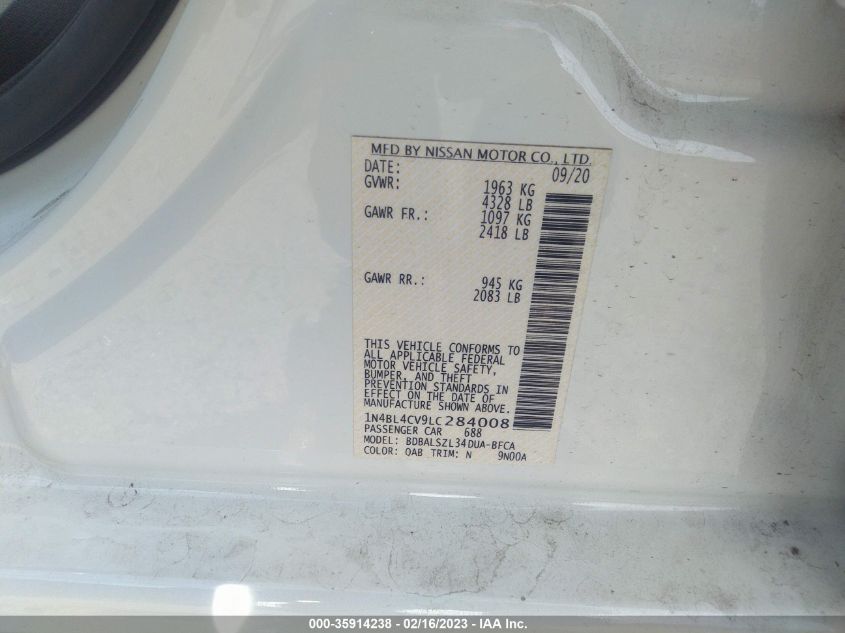 MFD BY NISSAN MOTOR CO., LTD.
DATE: 09/20
GVWR: 1963 KG
4328 LB
GAWR FR.: 1097 KG
2418 LB
GAWR RR.: 945 KG
2083 LB
THIS VEHICLE CONFORMS TO
ALL APPLICABLE FEDERAL
MOTOR VEHICLE SAFETY,
BUMPER, AND THEFT
PREVENTION STANDARDS IN
EFFECT ON THE DATE OF
MANUFACTURE SHOWN ABOVE.
1N4BL4CV9LC284008
PASSENGER CAR 688
MODEL: BDBALSZL34DUA-BFCA
COLOR: QAB TRIM: N 9N00A
000-35914238 - 02/16/2023 - IAA Inc.